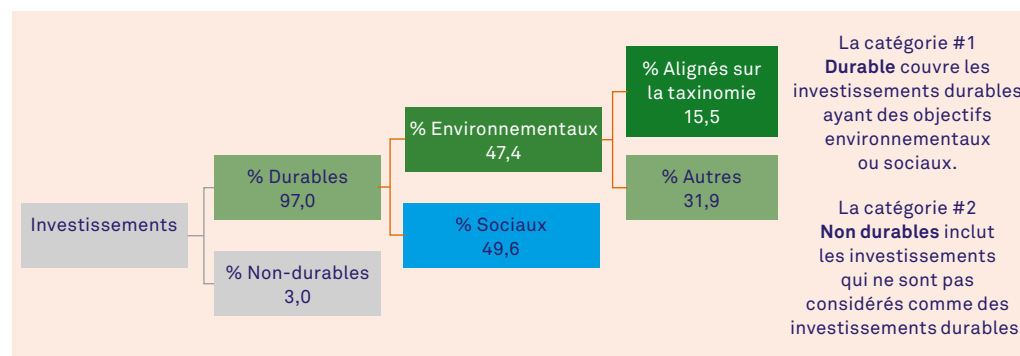 Investissements
% Durables
97,0
% Non-durables
3,0
% Environnementaux
47,4
% Sociaux
49,6
% Alignés sur
la taxinomie
15,5
% Autres
31,9
La catégorie #1
Durable couvre les
investissements durables
ayant des objectifs
environnementaux
ou sociaux.
La catégorie #2
Non durables inclut
les investissements
qui ne sont pas
considérés comme des
investissements durables